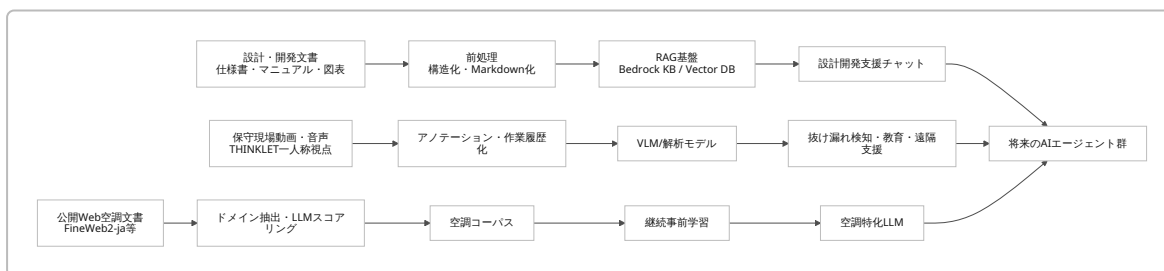 設計・開発文書
仕様書・マニュアル・図表
前処理
構造化・Markdown化
RAG基盤
Bedrock KB / Vector DB
設計開発支援チャット
保守現場動画・音声
THINKLET一人称視点
アノテーション・作業履歴
化
VLM/解析モデル
抜け漏れ検知・教育・遠隔
支援
将来のAIエージェント群
公開Web空調文書
FineWeb2-ja等
ドメイン抽出・LLMスコア
リング
空調コーパス
継続事前学習
空調特化LLM